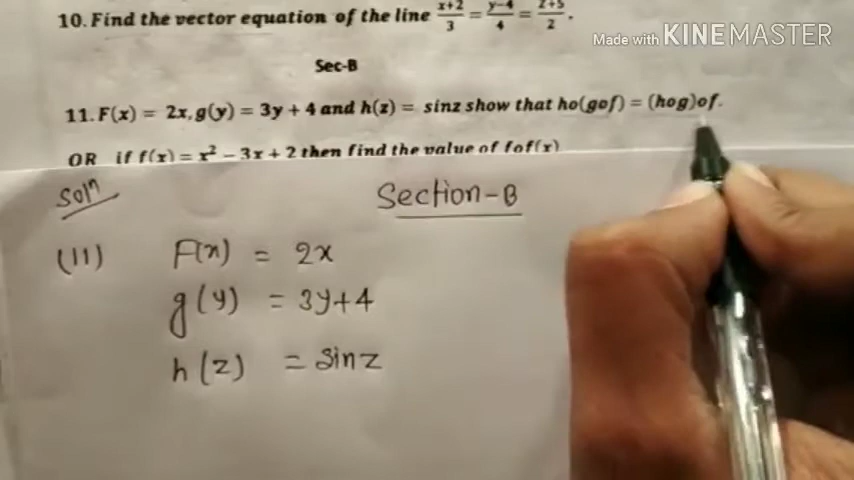 10. Find the vector equation of the line x+2/3 = y-4/4 = z+5/2.
Made with KINEMASTER
Sec-B
11. F(x) = 2x, g(y) = 3y + 4 and h(z) = sinz show that ho(gof) = (hog)of.
OR if f(x) = x² - 3x + 2 then find the value of fof(x)
Solⁿ
Section-B
(11) F(x) = 2x
g(y) = 3y+4
h(z) = sinz